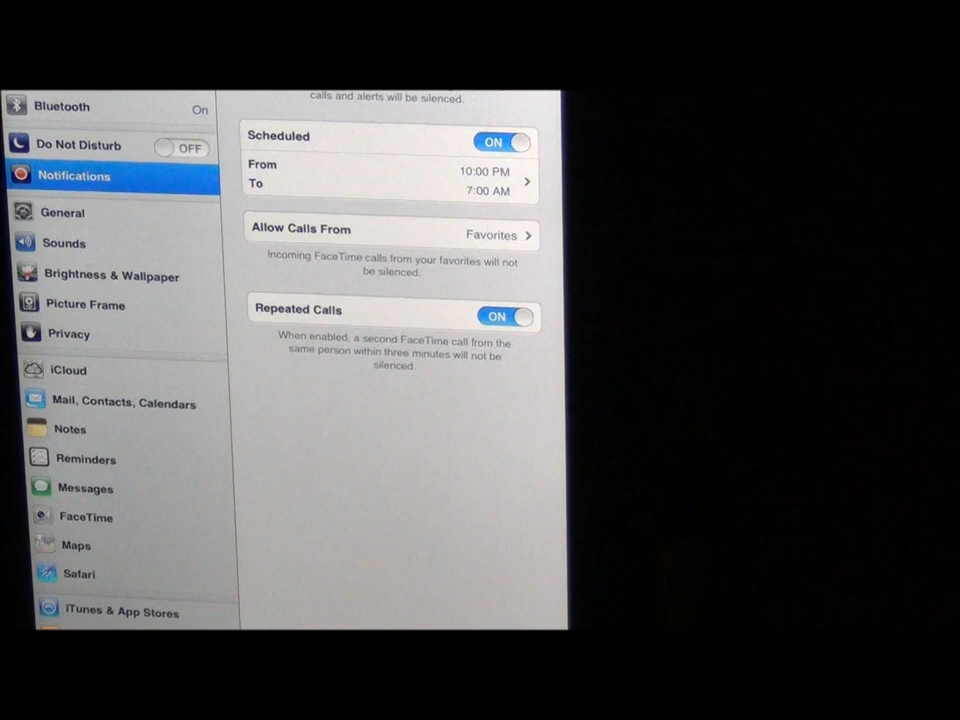 Bluetooth
On
Do Not Disturb
OFF
Notifications
General
Sounds
Brightness & Wallpaper
Picture Frame
Privacy
iCloud
Mail, Contacts, Calendars
Notes
Reminders
Messages
FaceTime
Maps
Safari
iTunes & App Stores
calls and alerts will be silenced.
Scheduled
ON
From
10:00 PM
To
7:00 AM
Allow Calls From
Favorites
Incoming FaceTime calls from your favorites will not
be silenced.
Repeated Calls
ON
When enabled, a second FaceTime call from the
same person within three minutes will not be
silenced.